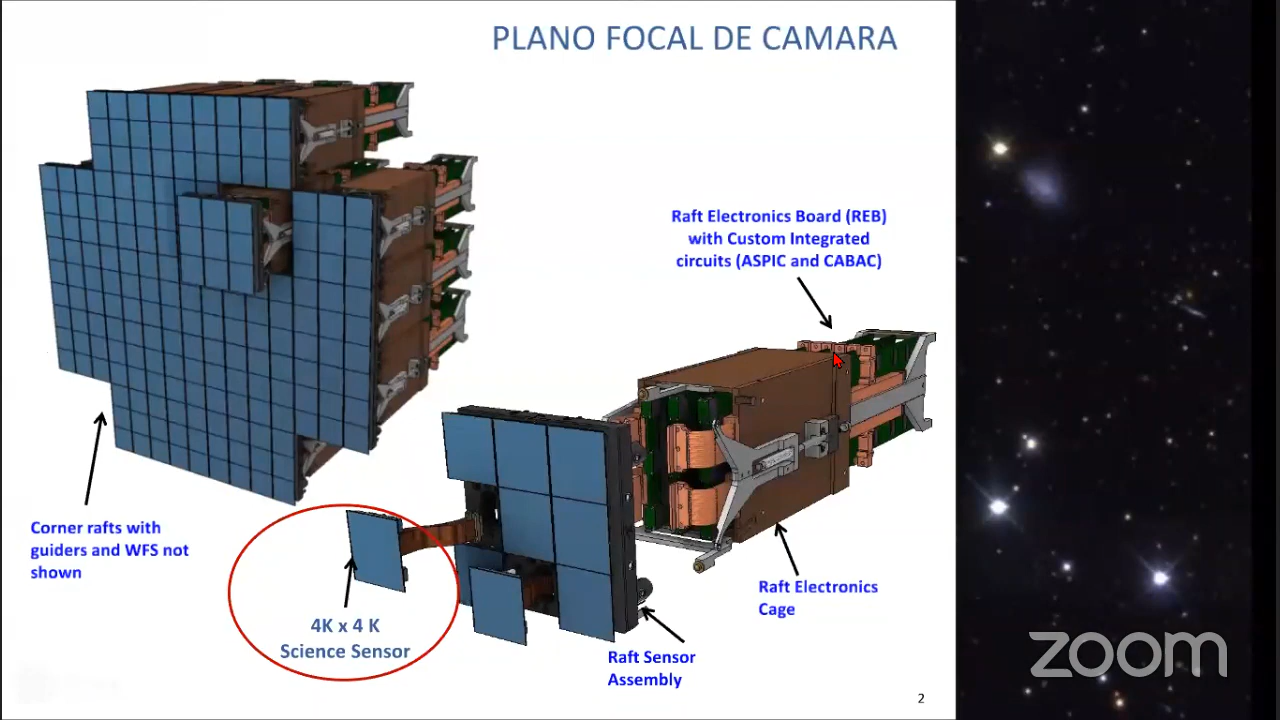 PLANO FOCAL DE CAMARA
Raft Electronics Board (REB)
with Custom Integrated
circuits (ASPIC and CABAC)
Corner rafts with
guiders and WFS not
shown
4K x 4 K
Science Sensor
Raft Electronics
Cage
Raft Sensor
Assembly
2
zoom